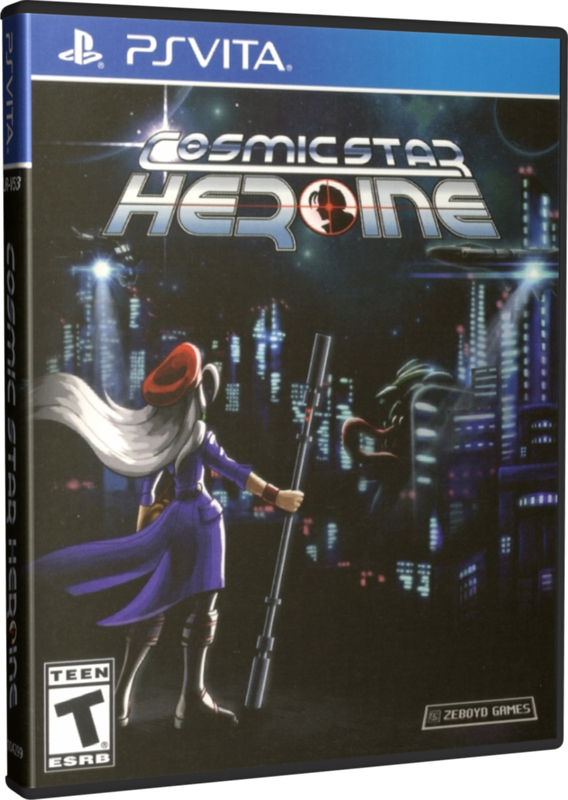 PSVITA
COSMIC STAR
HEROINE
TEEN
T
ESRB
ZEBOYD GAMES
PSVITA
COSMIC STAR HEROINE